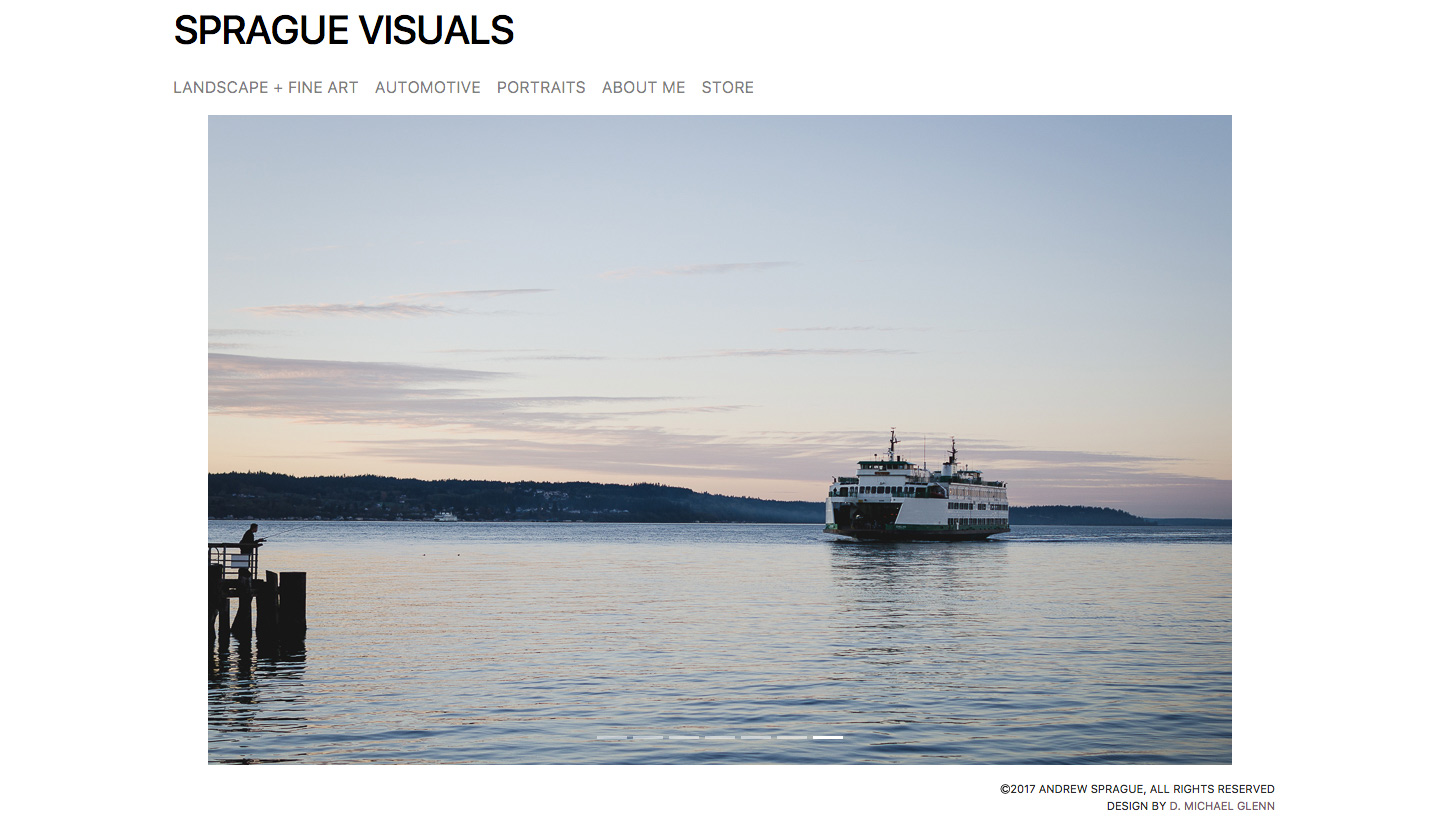 SPRAGUE VISUALS
LANDSCAPE + FINE ART AUTOMOTIVE PORTRAITS ABOUT ME STORE
©2017 ANDREW SPRAGUE, ALL RIGHTS RESERVED
DESIGN BY D. MICHAEL GLENN